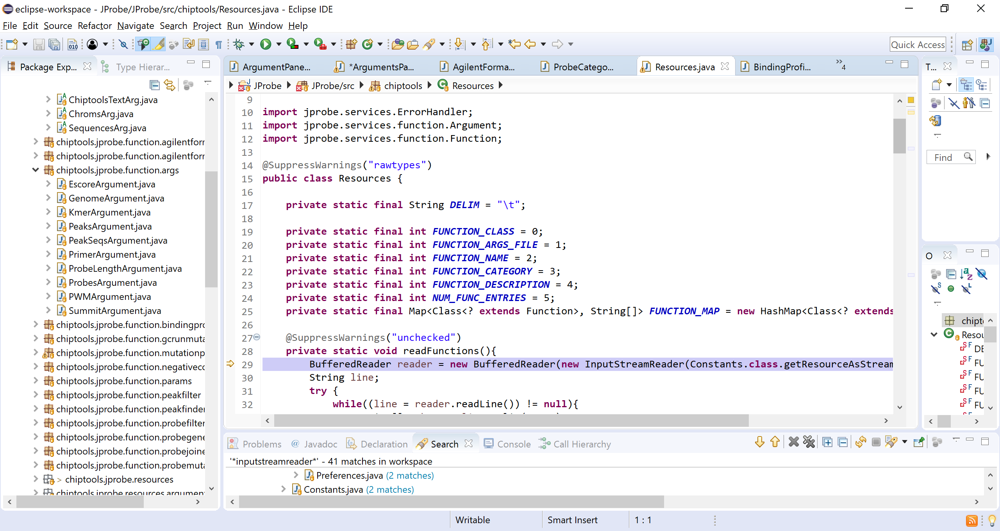 eclipse-workspace - JProbe/JProbe/src/chiptools/Resources.java - Eclipse IDE
File Edit Source Refactor Navigate Search Project Run Window Help
Quick Access
Package Exp... Type Hierar...
ChiptoolsTextArg.java
ChromsArg.java
SequencesArg.java
chiptools.jprobe.function.agilentforr
chiptools.jprobe.function.agilentforr
chiptools.jprobe.function.args
EscoreArgument.java
GenomeArgument.java
KmerArgument.java
PeaksArgument.java
PeakSeqsArgument.java
PrimerArgument.java
ProbeLengthArgument.java
ProbesArgument.java
PWMArgument.java
SummitArgument.java
chiptools.jprobe.function.bindingpro
chiptools.jprobe.function.gcrunmuta
chiptools.jprobe.function.mutationp
chiptools.jprobe.function.negativecc
chiptools.jprobe.function.params
chiptools.jprobe.function.peakfilter
chiptools.jprobe.function.peakfinder
chiptools.jprobe.function.probefilter
chiptools.jprobe.function.probegene
chiptools.jprobe.function.probejoine
chiptools.jprobe.function.probemuta
> chiptools.jprobe.resources
chiptools.jprobe.resources.argument
ArgumentPane... *ArgumentsPa... AgilentForma... ProbeCatego... Resources.java BindingProfi... »4
JProbe JProbe/src chiptools Resources
9
10 import jprobe.services.ErrorHandler;
11 import jprobe.services.function.Argument;
12 import jprobe.services.function.Function;
13
14 @SuppressWarnings("rawtypes")
15 public class Resources {
16
17 private static final String DELIM = "\t";
18
19 private static final int FUNCTION_CLASS = 0;
20 private static final int FUNCTION_ARGS_FILE = 1;
21 private static final int FUNCTION_NAME = 2;
22 private static final int FUNCTION_CATEGORY = 3;
23 private static final int FUNCTION_DESCRIPTION = 4;
24 private static final int NUM_FUNC_ENTRIES = 5;
25 private static final Map<Class<? extends Function>, String[]> FUNCTION_MAP = new HashMap<Class<? extends
26
27 @SuppressWarnings("unchecked")
28 private static void readFunctions(){
29 BufferedReader reader = new BufferedReader(new InputStreamReader(Constants.class.getResourceAsStream
30 String line;
31 try {
32 while((line = reader.readLine()) != null){
Problems Javadoc Declaration Search Console Call Hierarchy
'*inputstreamreader*' - 41 matches in workspace
Preferences.java (2 matches)
Constants.java (2 matches)
T...
Find
O
chipt
Resou
DE
FU
FU
FU
FU
Writable Smart Insert 1 : 1